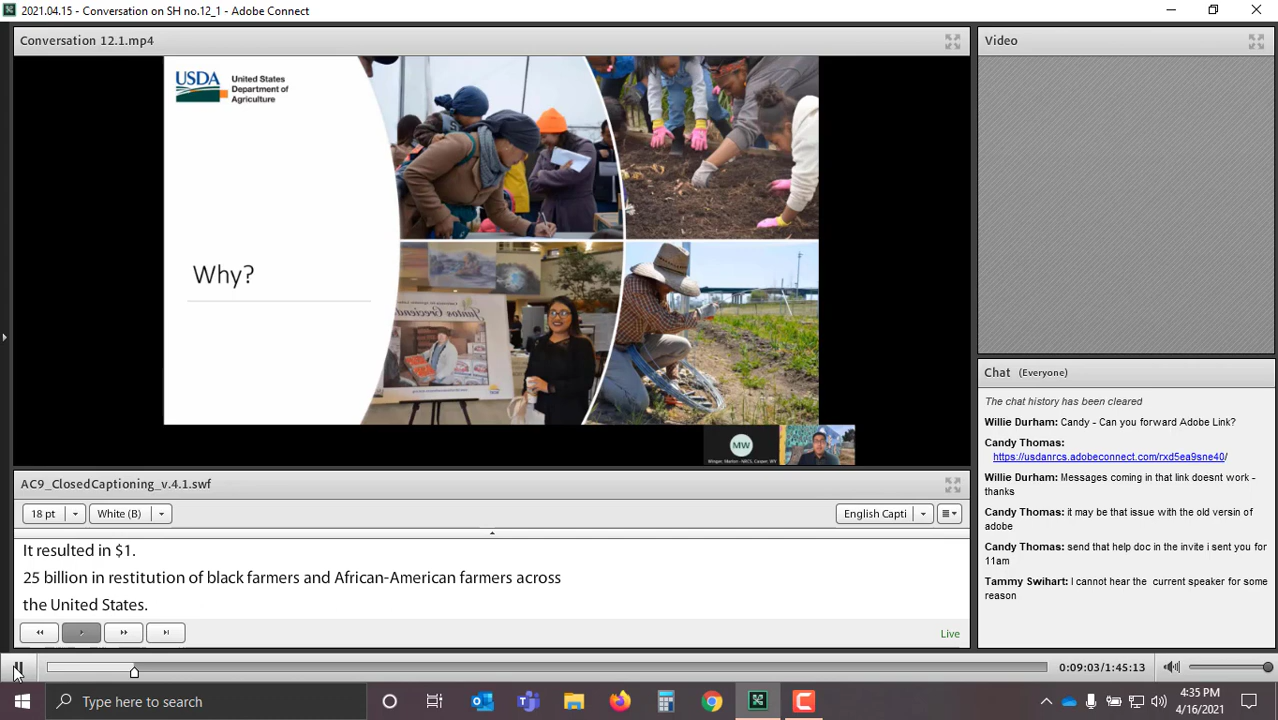 2021.04.15 - Conversation on SH no.12_1 - Adobe Connect
Conversation 12.1.mp4
USDA
United States
Department of
Agriculture
Why?
Santos Creciendo
MW
AC9_ClosedCaptioning_v.4.1.swf
18 pt
White (B)
English Capti
It resulted in $1.
25 billion in restitution of black farmers and African-American farmers across
the United States.
Live
Video
Chat (Everyone)
The chat history has been cleared
Willie Durham: Candy - Can you forward Adobe Link?
Candy Thomas:
https://usdanrcs.adobeconnect.com/rxd5ea9sne40/
Willie Durham: Messages coming in that link doesnt work -
thanks
Candy Thomas: it may be that issue with the old versin of
adobe
Candy Thomas: send that help doc in the invite i sent you for
11am
Tammy Swihart: I cannot hear the current speaker for some
reason
0:09:03/1:45:13
Type here to search
4:35 PM
4/16/2021